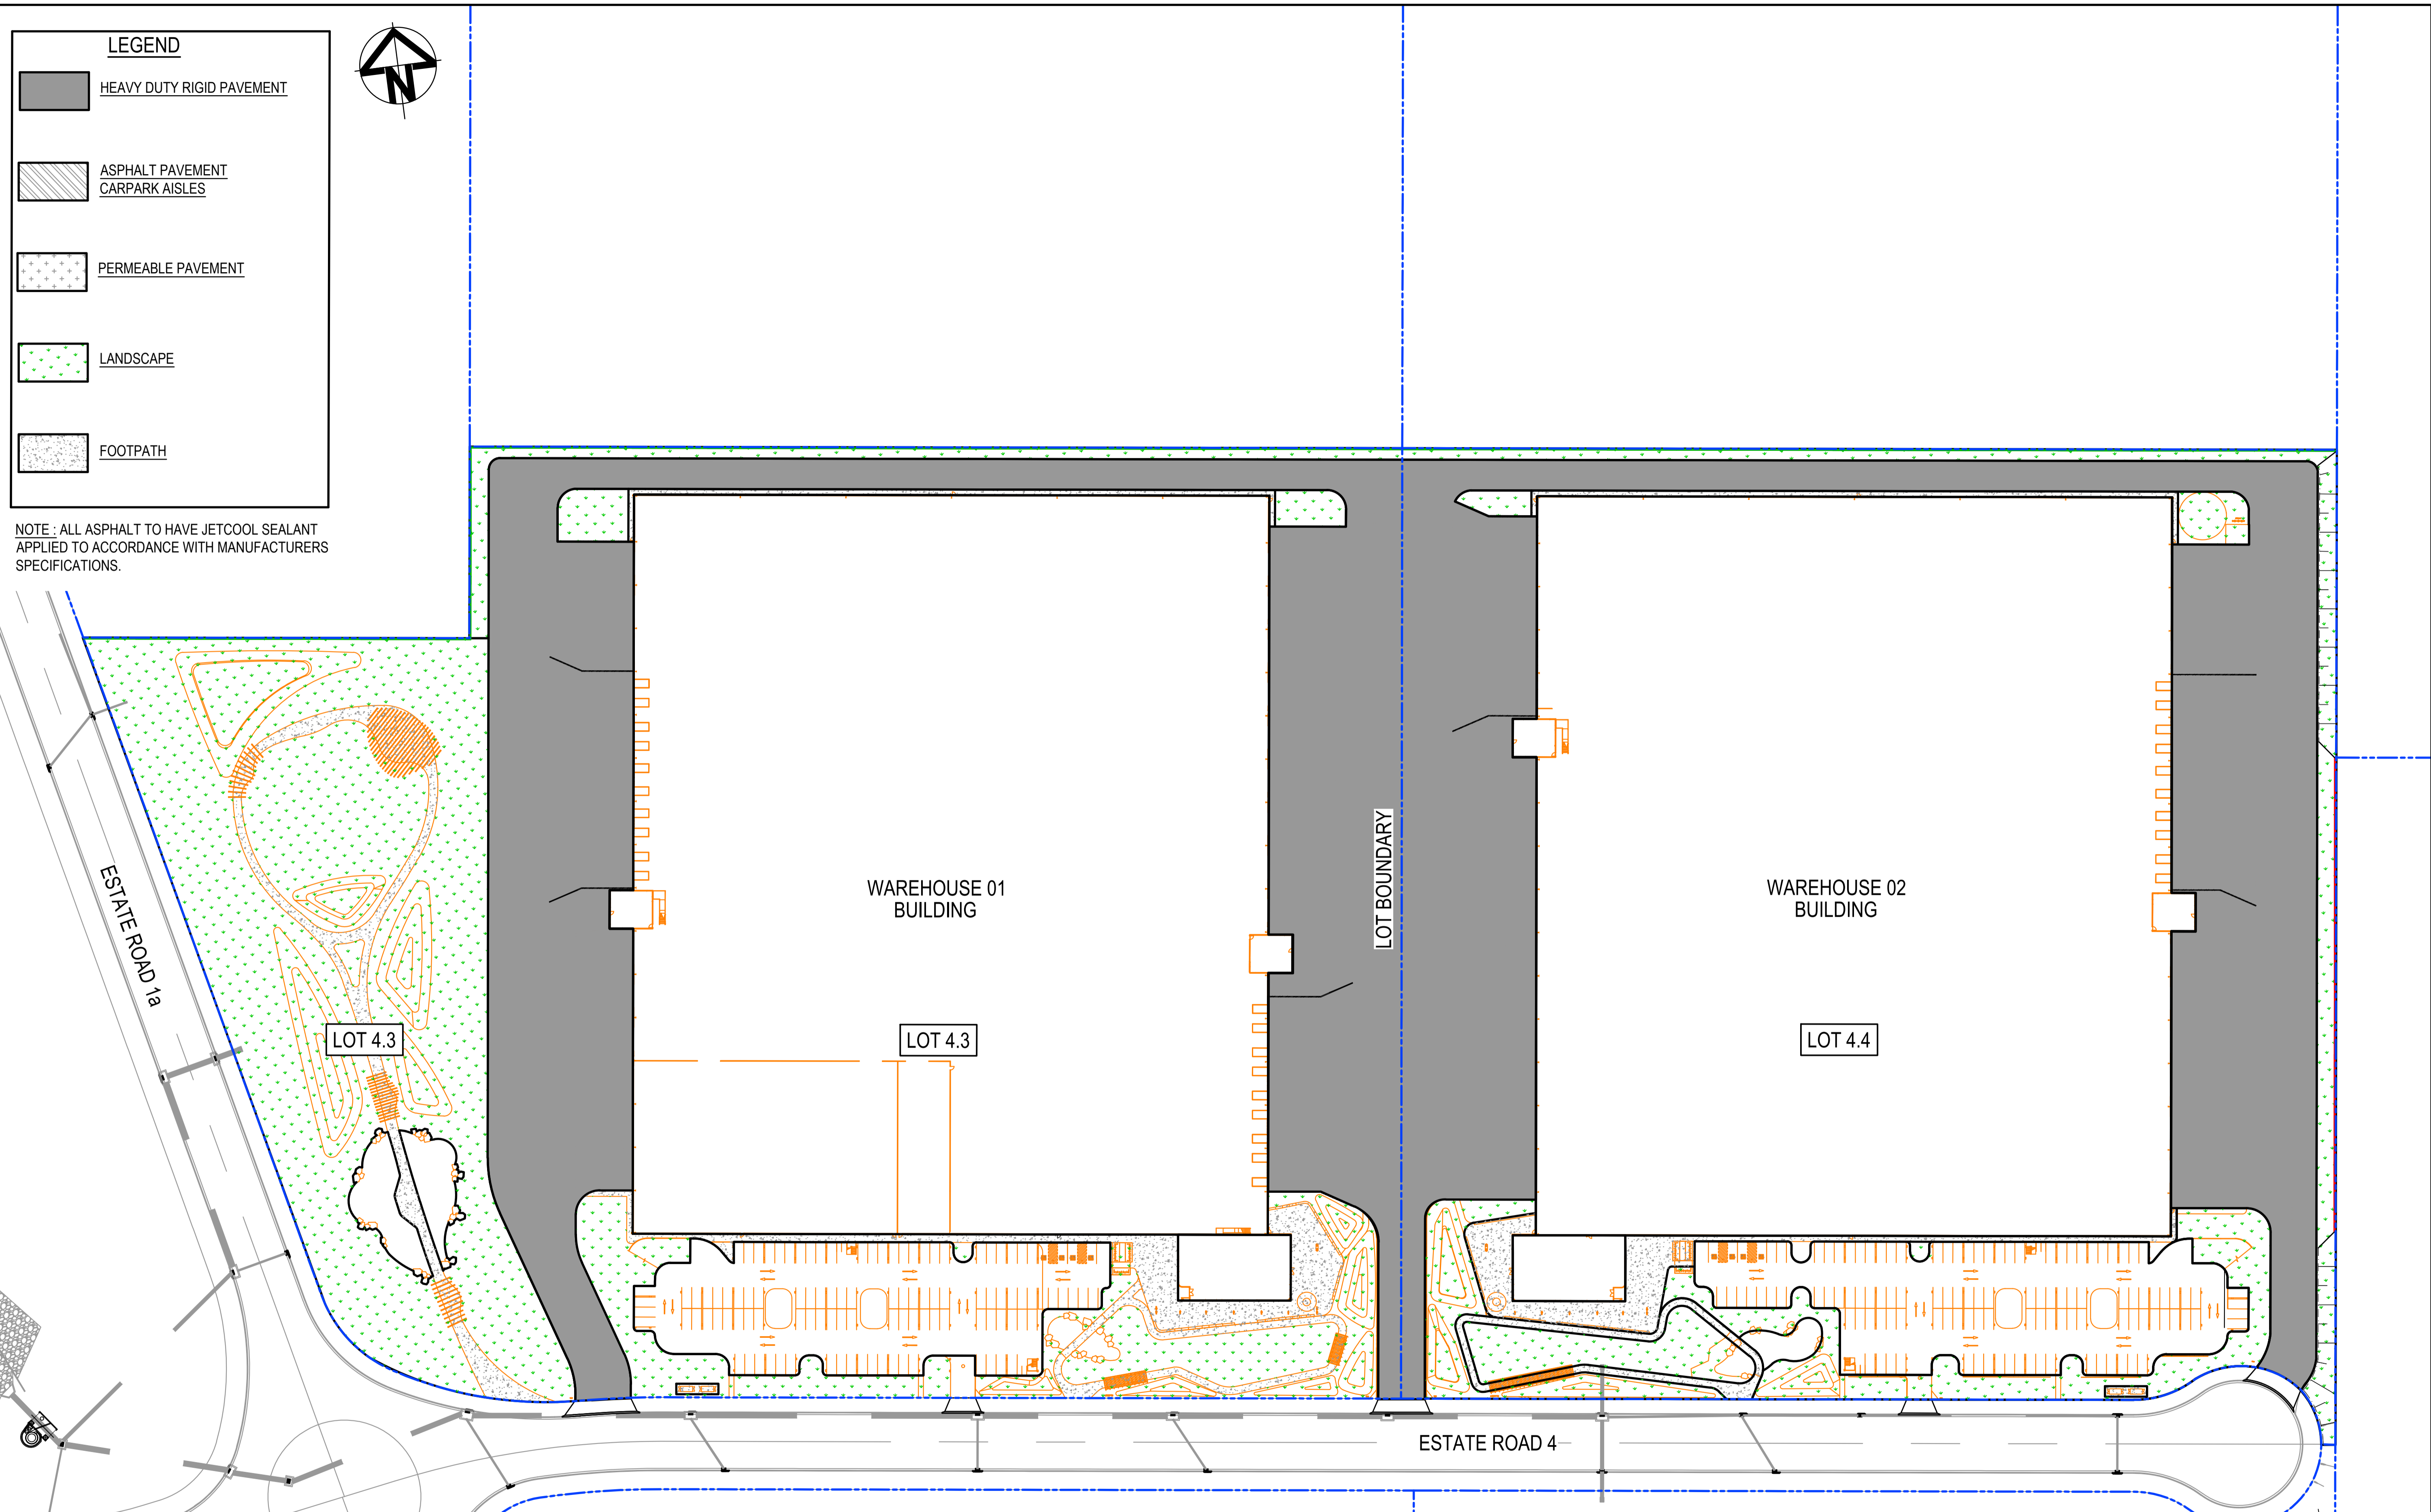 LEGEND
HEAVY DUTY RIGID PAVEMENT
ASPHALT PAVEMENT
CARPARK AISLES
PERMEABLE PAVEMENT
LANDSCAPE
FOOTPATH
NOTE : ALL ASPHALT TO HAVE JETCOOL SEALANT
APPLIED TO ACCORDANCE WITH MANUFACTURERS
SPECIFICATIONS.
N
ESTATE ROAD 1a
LOT 4.3
WAREHOUSE 01
BUILDING
LOT 4.3
LOT BOUNDARY
WAREHOUSE 02
BUILDING
LOT 4.4
ESTATE ROAD 4